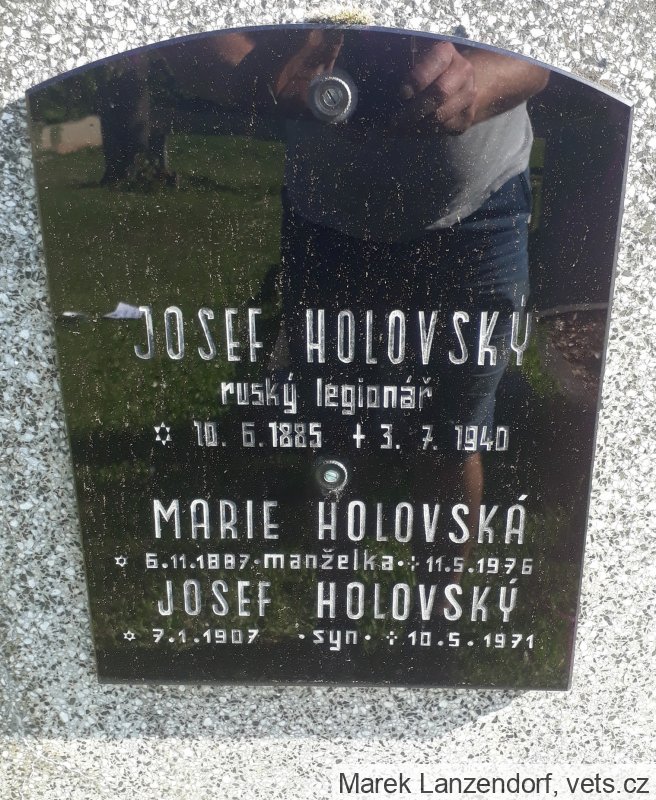 JOSEF HOLOVSKÝ
ruský légionář
✡ 10. 6. 1885 ✝ 3. 7. 1940
MARIE HOLOVSKÁ
✡ 6.11.1887·manželka·✝11.5.1976
JOSEF HOLOVSKÝ
✡ 7.1.1907 ·syn· ✝ 10.5.1971
Marek Lanzendorf, vets.cz